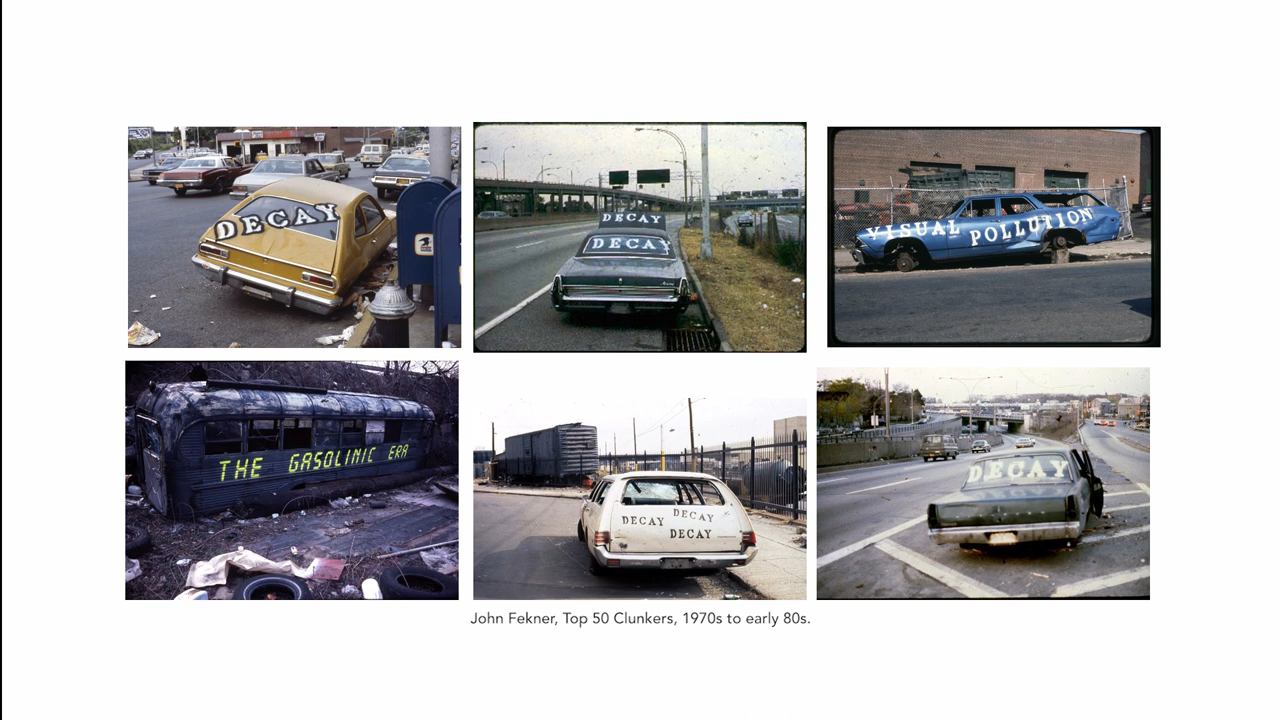 DECAY
DECAY
DECAY
VISUAL POLLUTION
THE GASOLINIC ERA
DECAY
DECAY
DECAY
DECAY
John Fekner, Top 50 Clunkers, 1970s to early 80s.